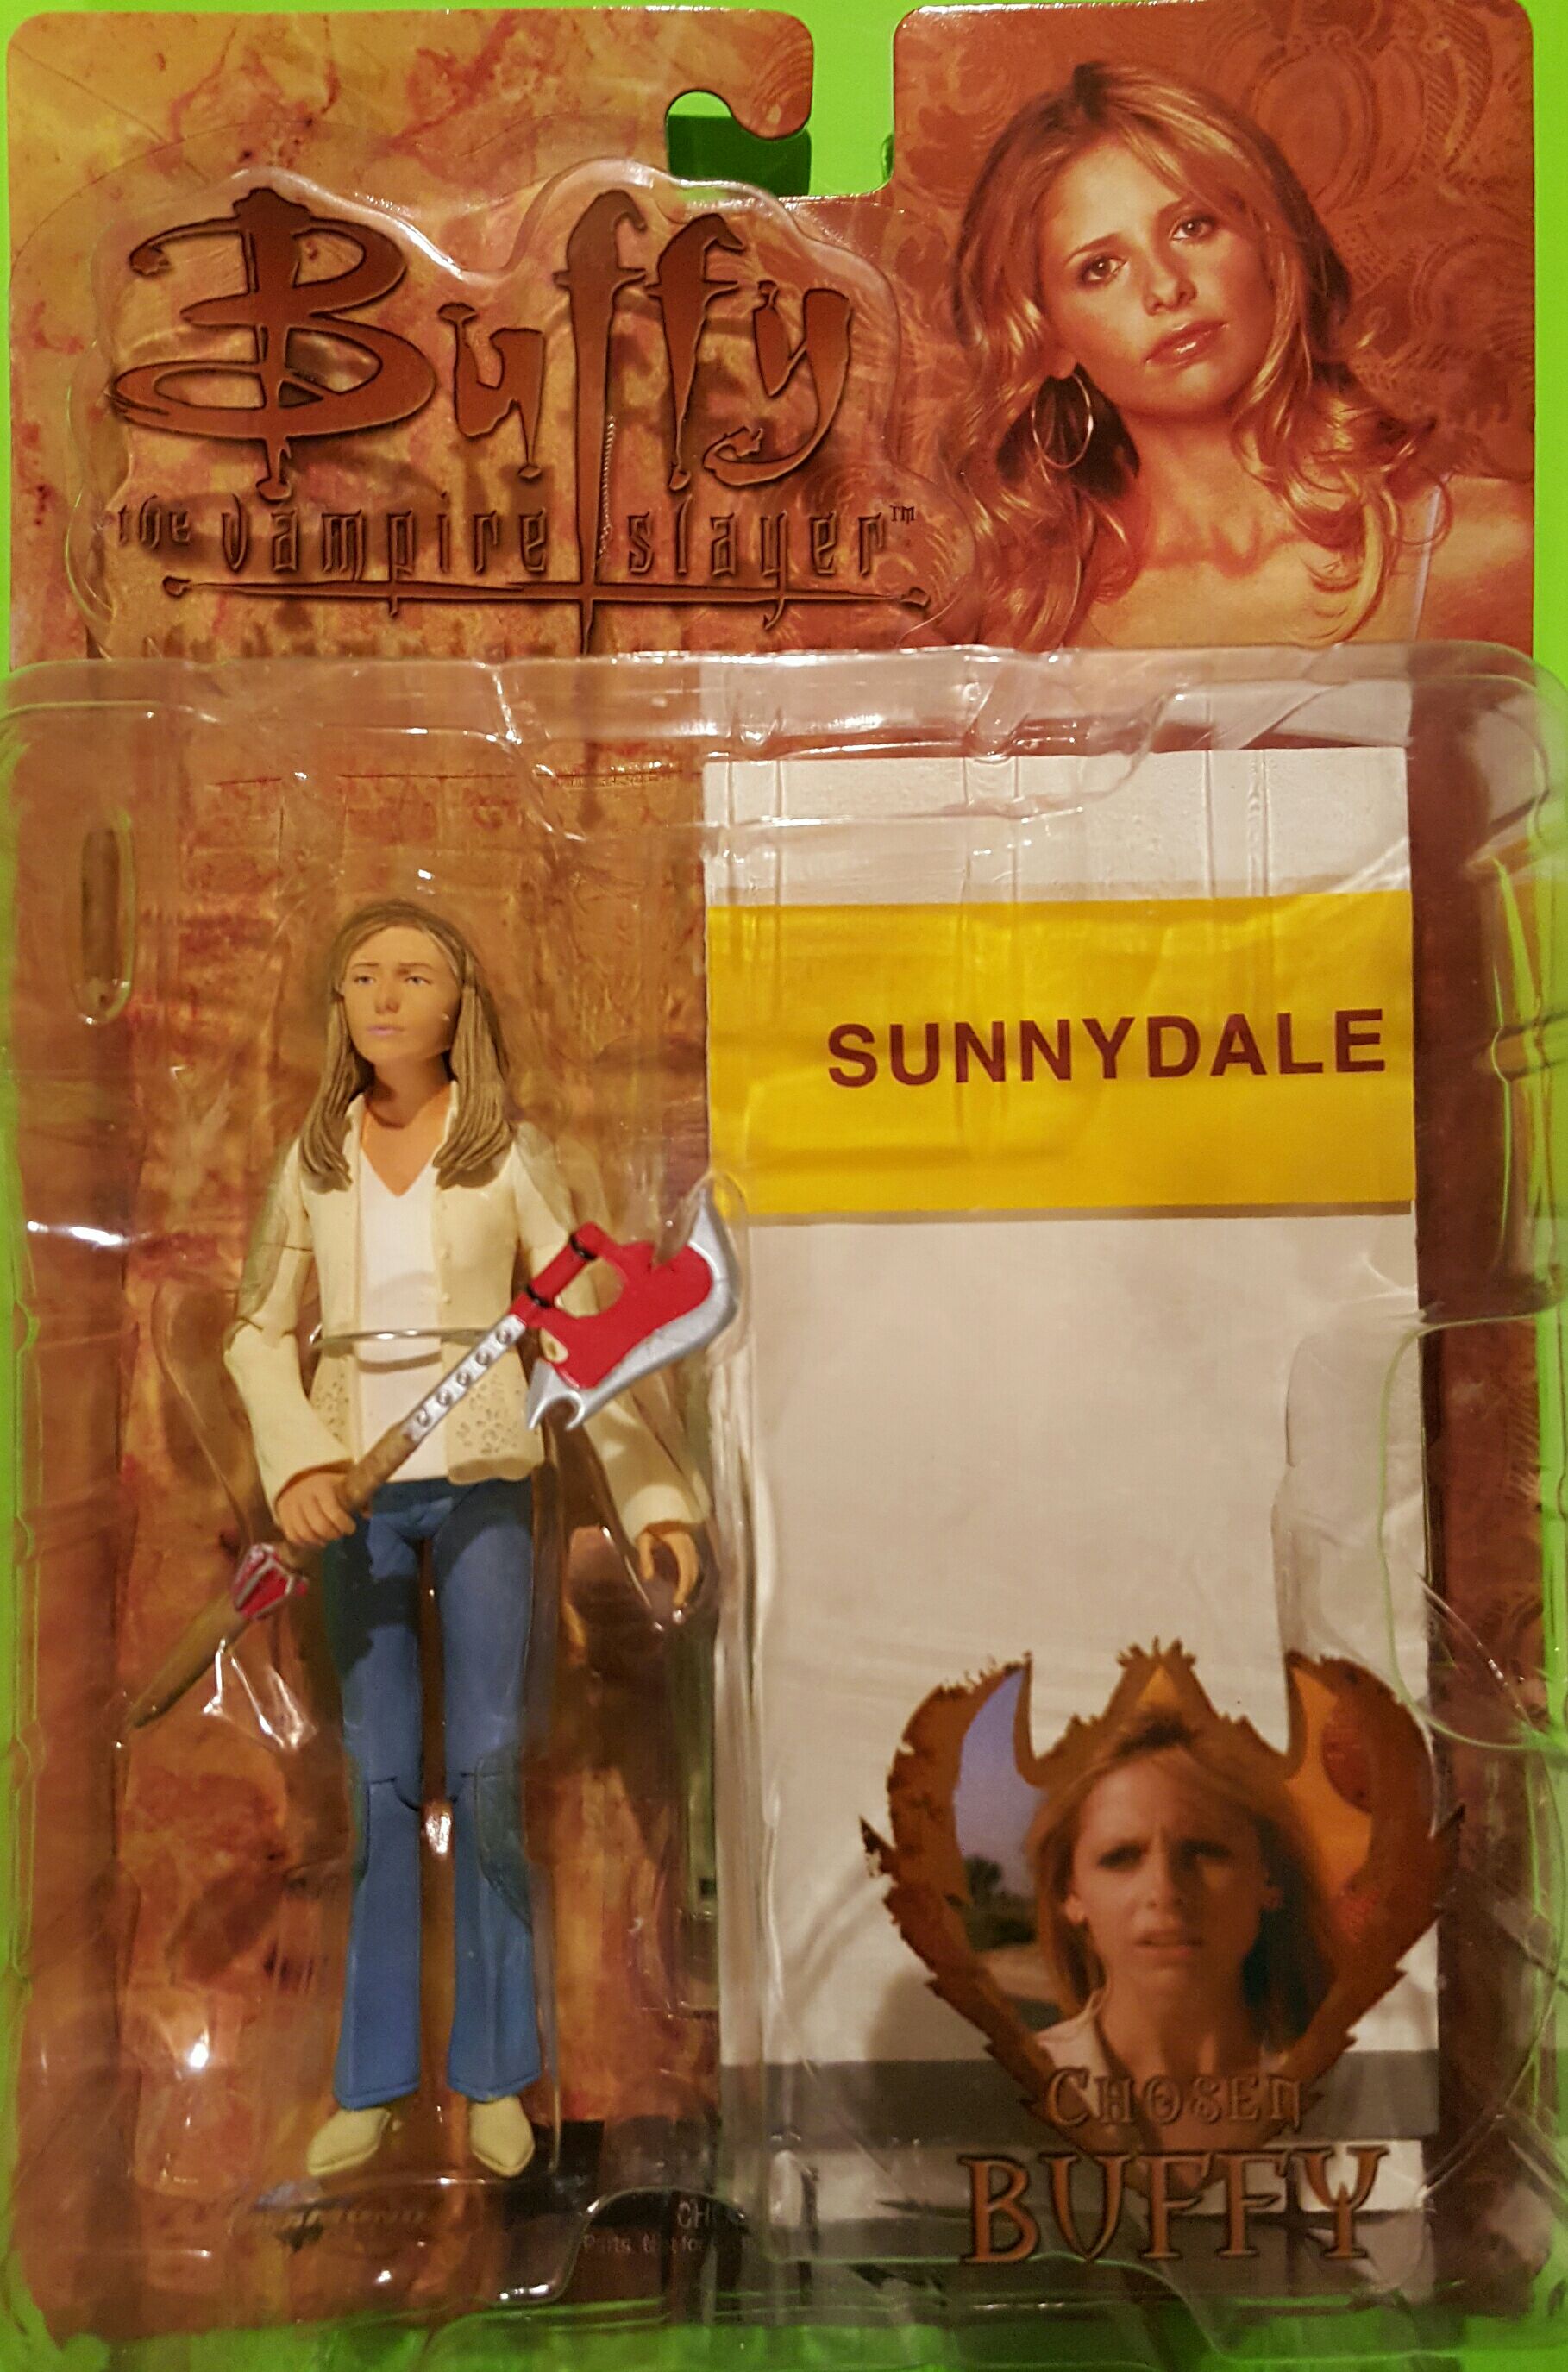 Buffy
the vampire slayer™
SUNNYDALE
CHOSEN
BUFFY